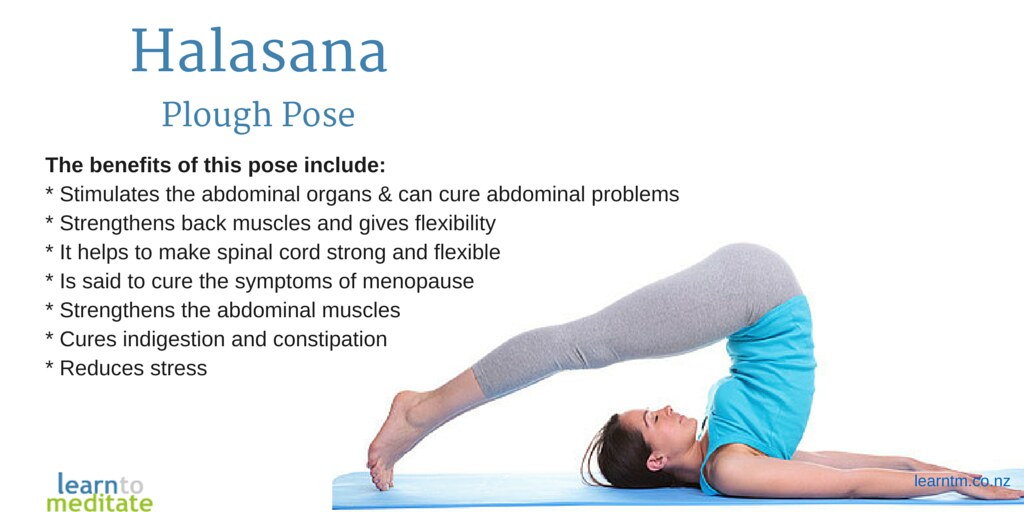 Halasana
Plough Pose
The benefits of this pose include:
* Stimulates the abdominal organs & can cure abdominal problems
* Strengthens back muscles and gives flexibility
* It helps to make spinal cord strong and flexible
* Is said to cure the symptoms of menopause
* Strengthens the abdominal muscles
* Cures indigestion and constipation
* Reduces stress
learnto
meditate
learntm.co.nz